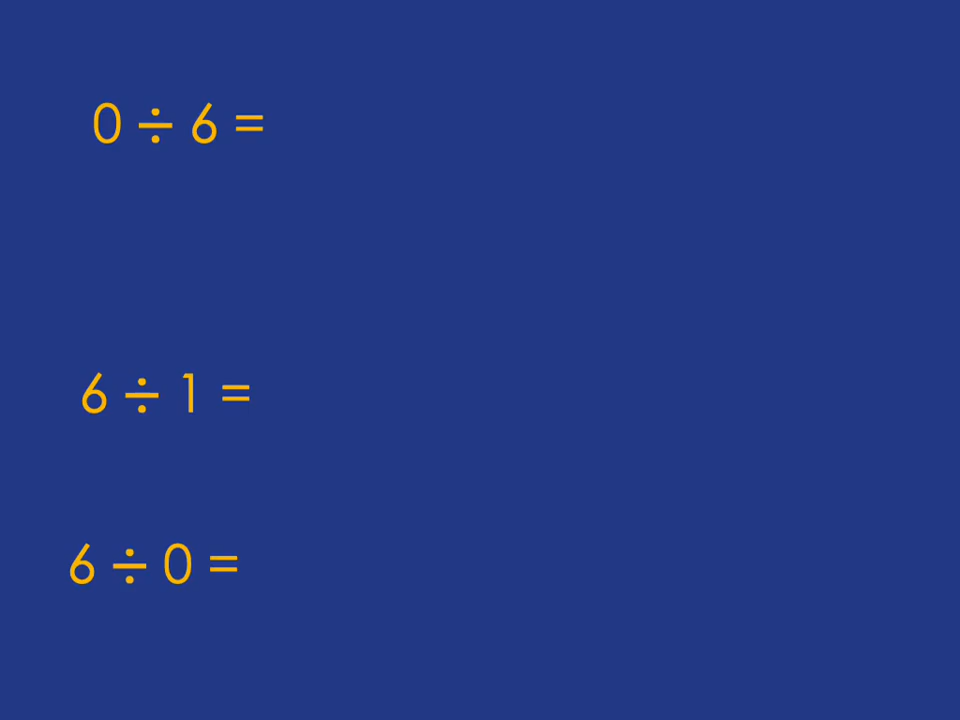 0 ÷ 6 =
6 ÷ 1 =
6 ÷ 0 =